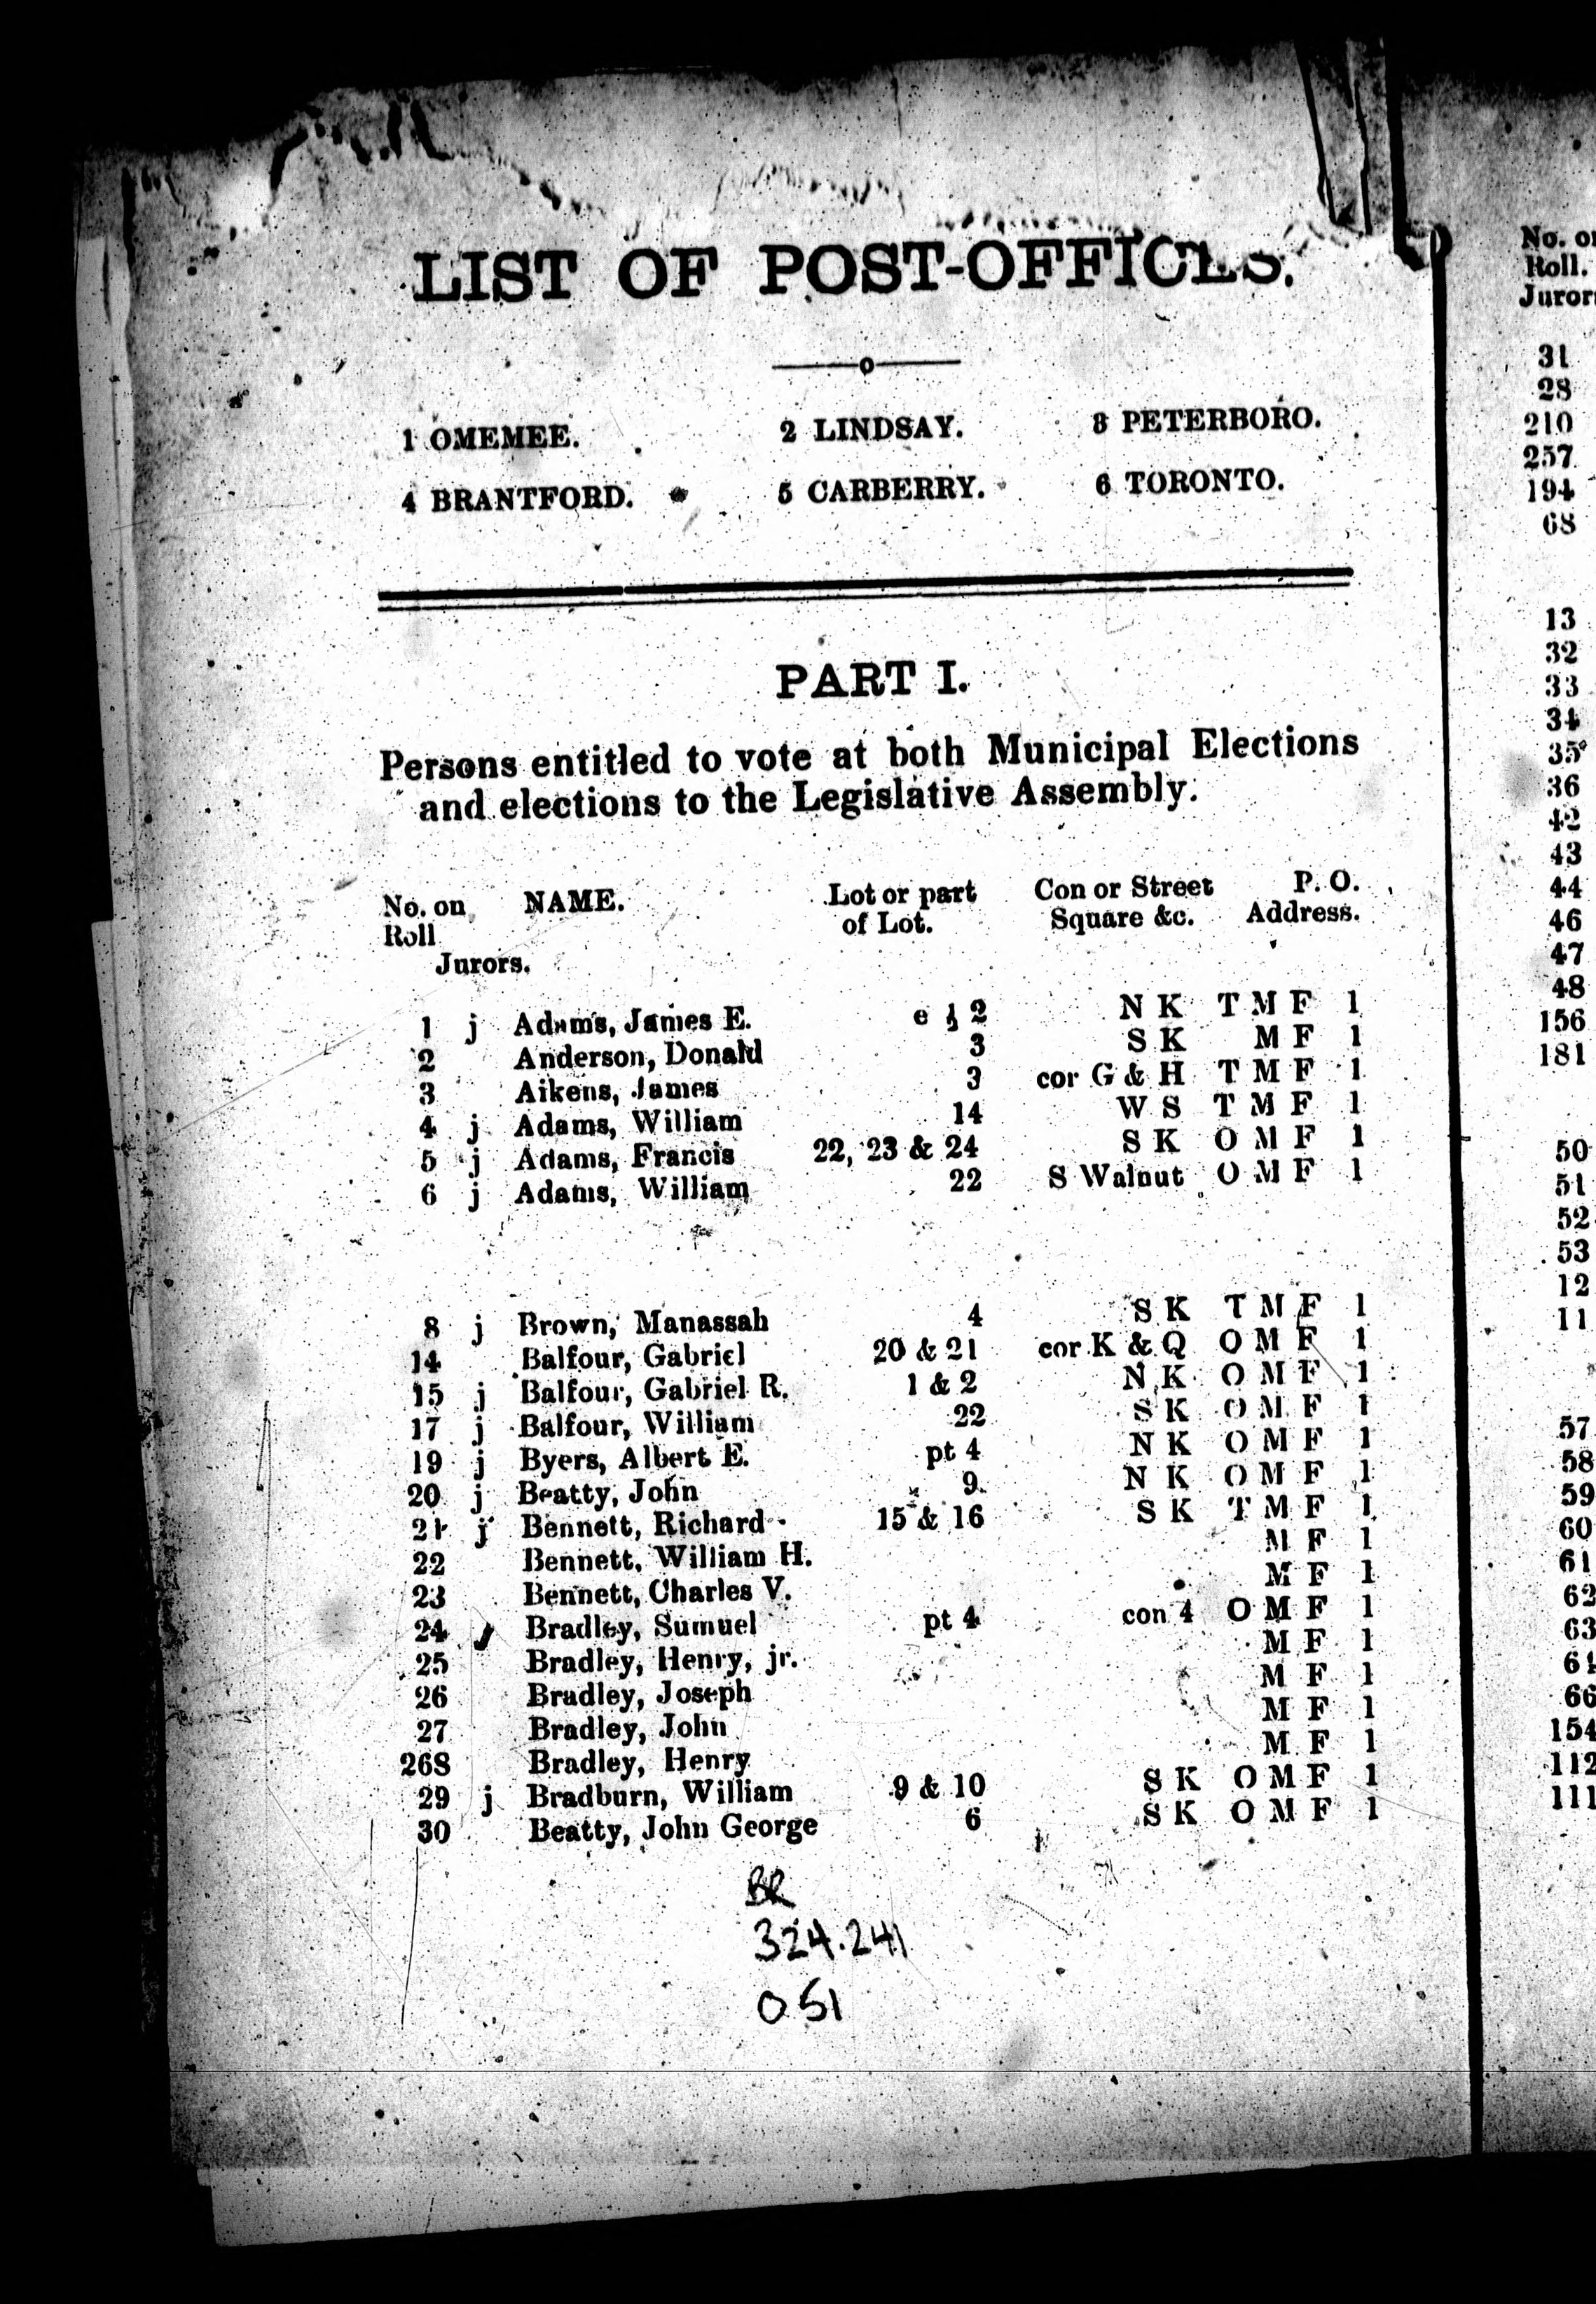 LIST OF POST-OFFICES.
1 OMEMEE. 2 LINDSAY. 3 PETERBORO.
4 BRANTFORD. 5 CARBERRY. 6 TORONTO.
PART I.
Persons entitled to vote at both Municipal Elections
and elections to the Legislative Assembly.
No. on NAME. Lot or part Con or Street P. O.
Roll of Lot. Square &c. Address.
Jurors.
1 j Adams, James E. e ½ 2 N K T M F 1
2 Anderson, Donald 3 S K M F 1
3 Aikens, James 3 cor G & H T M F 1
4 j Adams, William 14 W S T M F 1
5 j Adams, Francis 22, 23 & 24 S K O M F 1
6 j Adams, William 22 S Walnut O M F 1
8 j Brown, Manassah 4 S K T M F 1
14 Balfour, Gabriel 20 & 21 cor K & Q O M F 1
15 j Balfour, Gabriel R. 1 & 2 N K O M F 1
17 j Balfour, William 22 S K O M F 1
19 j Byers, Albert E. pt 4 N K O M F 1
20 j Beatty, John 9 N K O M F 1
21 j Bennett, Richard 15 & 16 S K T M F 1
22 Bennett, William H. M F 1
23 Bennett, Charles V. M F 1
24 j Bradley, Samuel pt 4 con 4 O M F 1
25 Bradley, Henry, jr. M F 1
26 Bradley, Joseph M F 1
27 Bradley, John M F 1
268 Bradley, Henry M F 1
29 j Bradburn, William 9 & 10 S K O M F 1
30 Beatty, John George 6 S K O M F 1
BR
324.241
O51
No. on
Roll.
Jurors
31
28
210
257
194
68
13
32
33
34
35
36
42
43
44
46
47
48
156
181
50
51
52
53
12
11
57
58
59
60
61
62
63
64
66
154
112
111